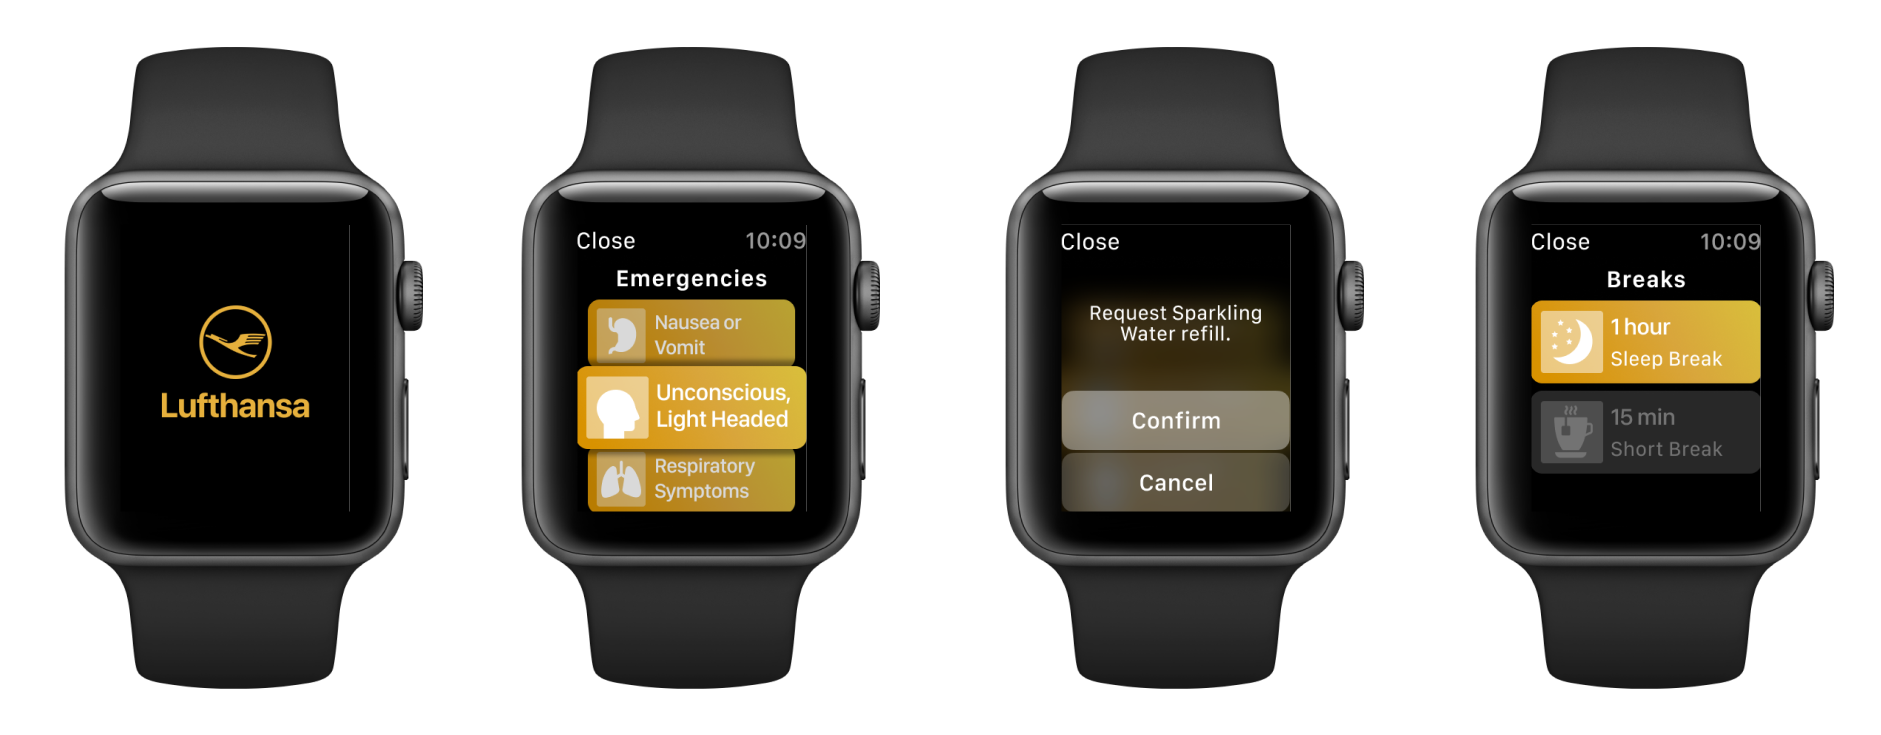 Lufthansa
Close 10:09
Emergencies
Nausea or
Vomit
Unconscious,
Light Headed
Respiratory
Symptoms
Close
Request Sparkling
Water refill.
Confirm
Cancel
Close 10:09
Breaks
1 hour
Sleep Break
15 min
Short Break